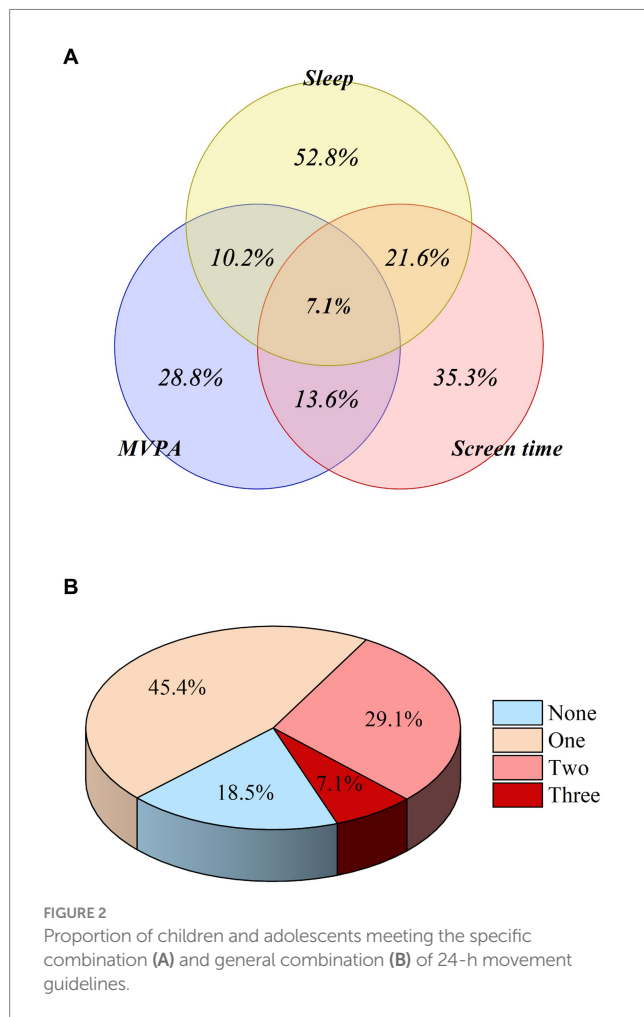 A
Sleep
52.8%
10.2%
21.6%
7.1%
28.8%
35.3%
13.6%
MVPA
Screen time
B
45.4%
29.1%
18.5%
7.1%
None
One
Two
Three
FIGURE 2
Proportion of children and adolescents meeting the specific
combination (A) and general combination (B) of 24-h movement
guidelines.